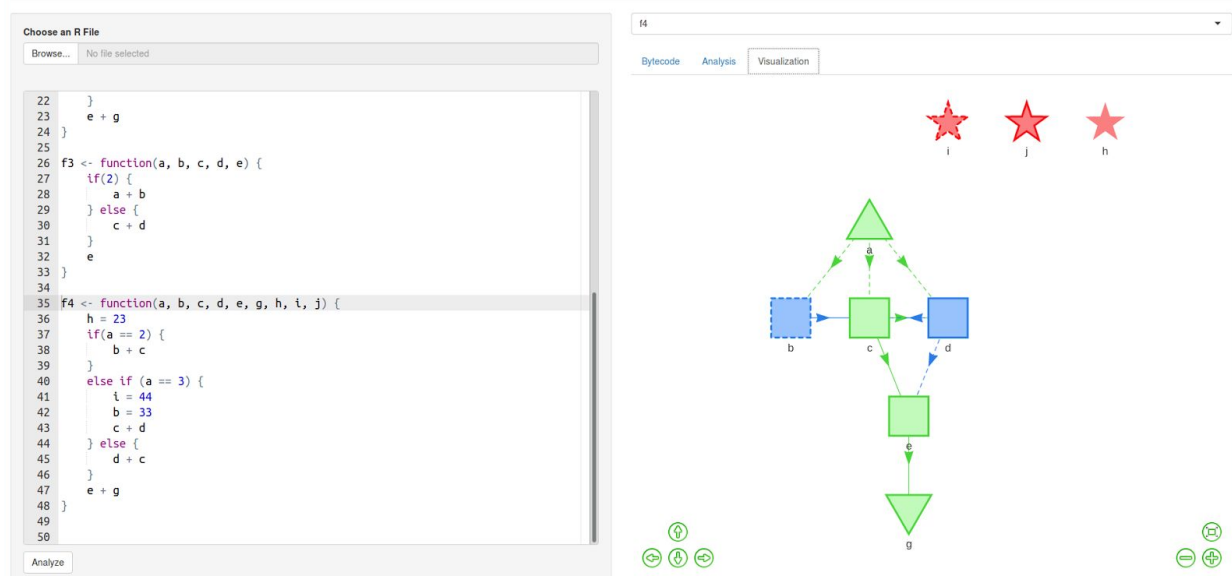 Choose an R File
Browse... No file selected
22 }
23 e + g
24 }
25
26 f3 <- function(a, b, c, d, e) {
27 if(2) {
28 a + b
29 } else {
30 c + d
31 }
32 e
33 }
34
35 f4 <- function(a, b, c, d, e, g, h, i, j) {
36 h = 23
37 if(a == 2) {
38 b + c
39 }
40 else if (a == 3) {
41 i = 44
42 b = 33
43 c + d
44 } else {
45 d + c
46 }
47 e + g
48 }
49
50
Analyze
f4
Bytecode Analysis Visualization
i j h
a
b c d
e
g